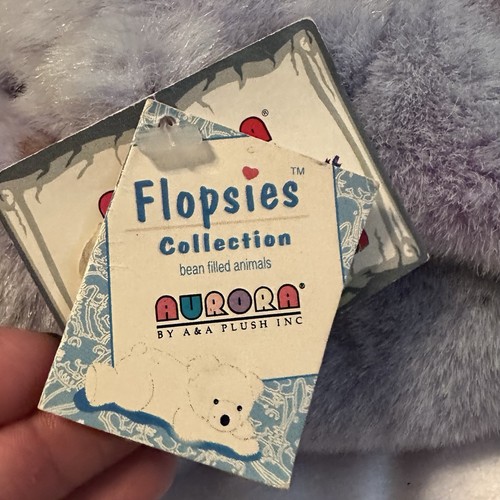 Flopsies™
Collection
bean filled animals
AURORA®
BY A&A PLUSH INC